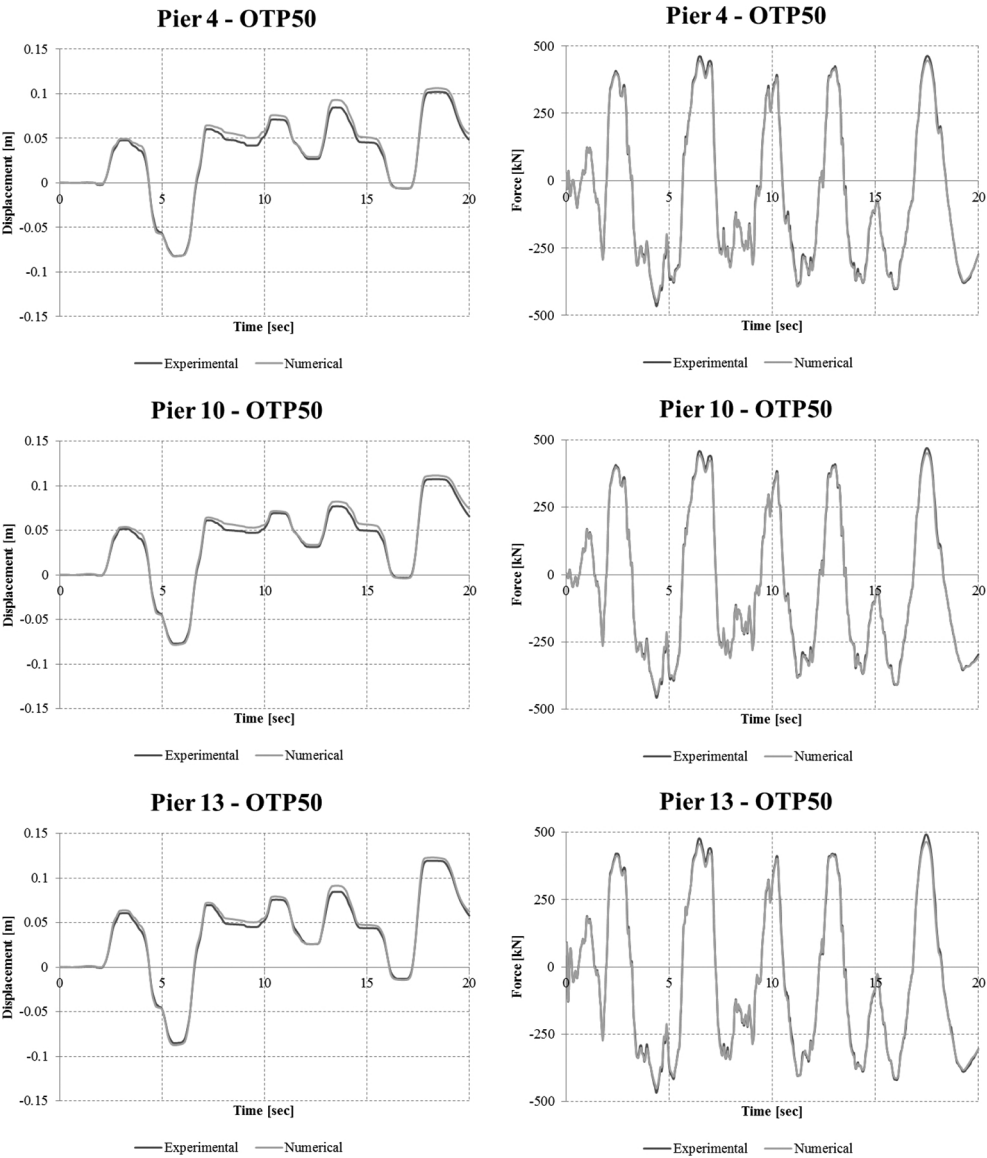 Pier 4 - OTP50
0.15
0.1
0.05
0
-0.05
-0.1
-0.15
Displacement [m]
0 5 10 15 20
Time [sec]
Experimental Numerical
Pier 4 - OTP50
500
250
0
-250
-500
Force [kN]
0 5 10 15 20
Time [sec]
Experimental Numerical
Pier 10 - OTP50
0.15
0.1
0.05
0
-0.05
-0.1
-0.15
Displacement [m]
0 5 10 15 20
Time [sec]
Experimental Numerical
Pier 10 - OTP50
500
250
0
-250
-500
Force [kN]
0 5 10 15 20
Time [sec]
Experimental Numerical
Pier 13 - OTP50
0.15
0.1
0.05
0
-0.05
-0.1
-0.15
Displacement [m]
0 5 10 15 20
Time [sec]
Experimental Numerical
Pier 13 - OTP50
500
250
0
-250
-500
Force [kN]
0 5 10 15 20
Time [sec]
Experimental Numerical